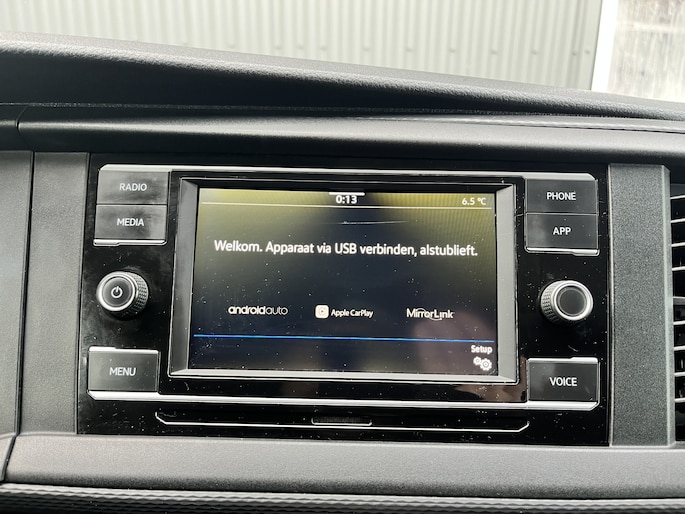 RADIO
0:13
6.5 °C
PHONE
MEDIA
APP
Welkom. Apparaat via USB verbinden, alstublieft.
androidauto
Apple CarPlay
MirrorLink
Setup
MENU
VOICE